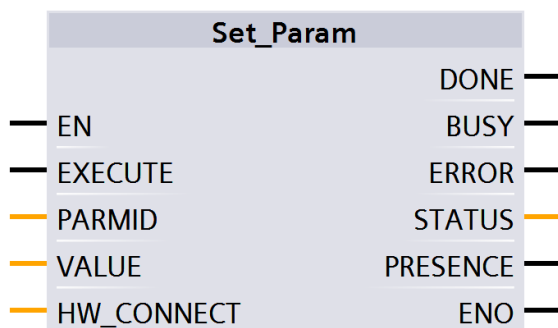 Set_Param
DONE
EN BUSY
EXECUTE ERROR
PARMID STATUS
VALUE PRESENCE
HW_CONNECT ENO